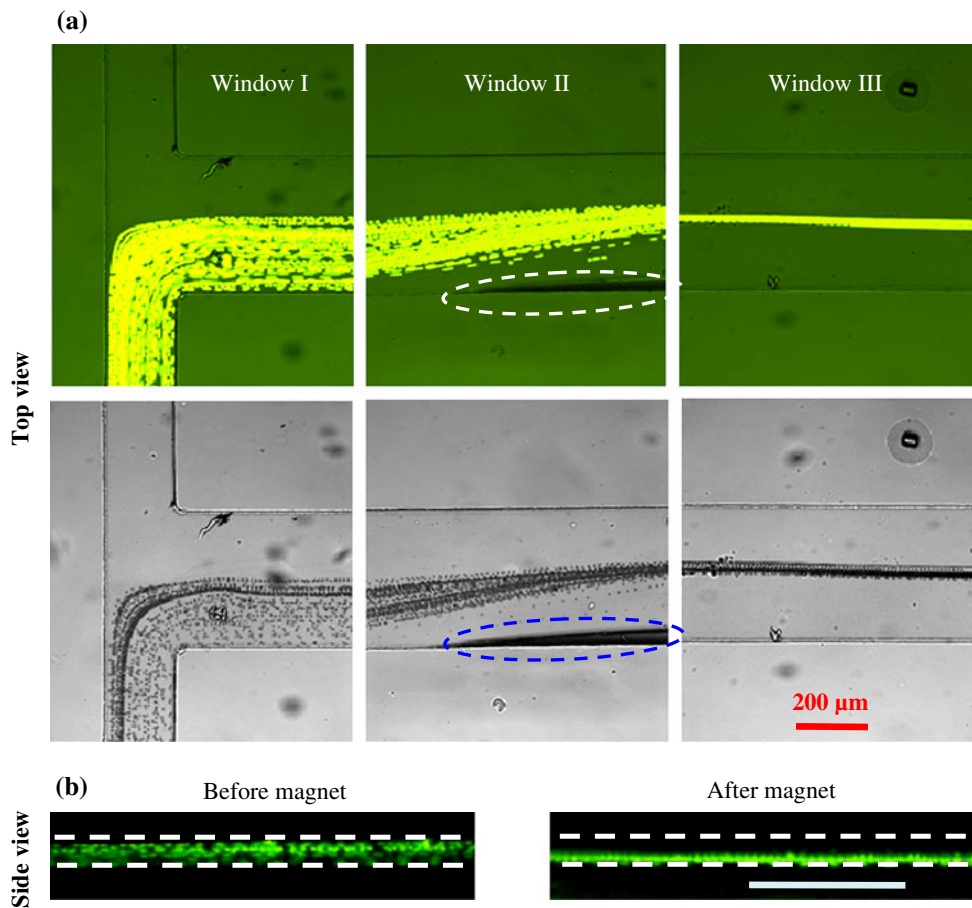 (a)
Window I
Window II
Window III
Top view
200 µm
(b)
Before magnet
After magnet
Side view